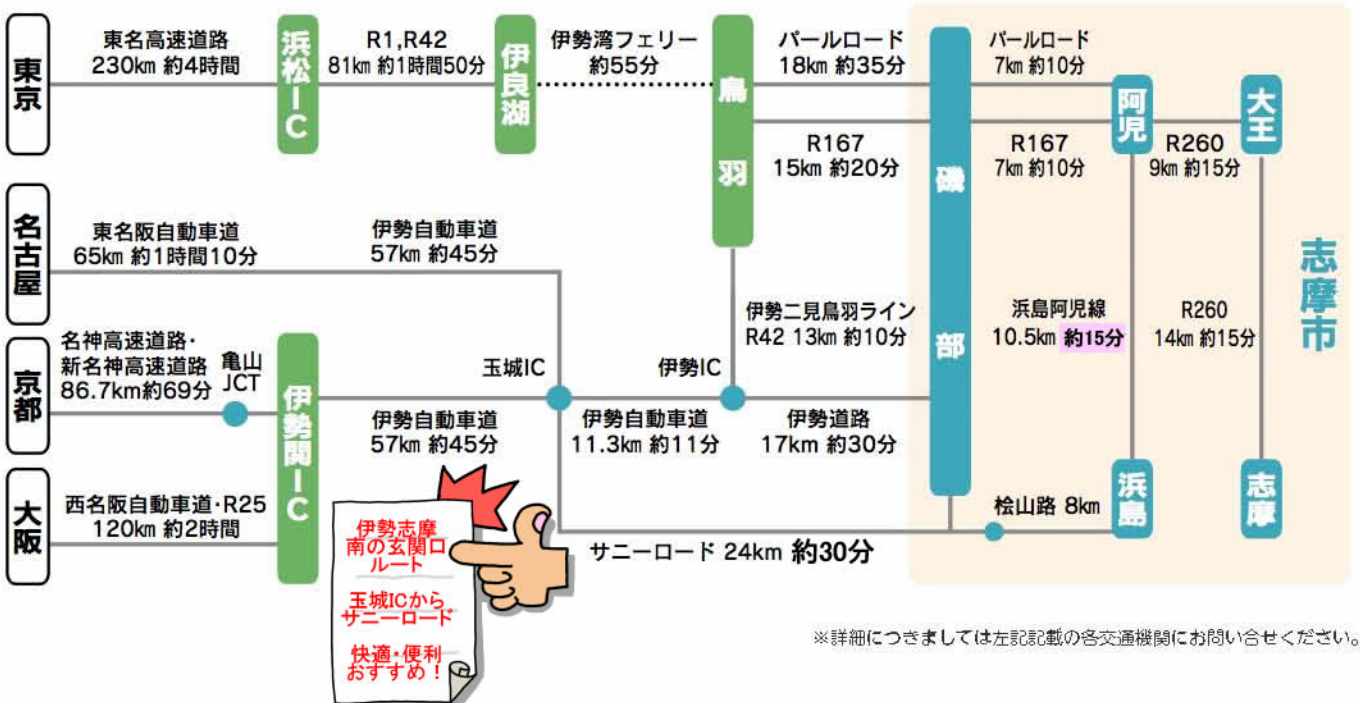 東京
東名高速道路
230km 約4時間
浜松IC
R1,R42
81km 約1時間50分
伊良湖
伊勢湾フェリー
約55分
鳥羽
パールロード
18km 約35分
R167
15km 約20分
磯部
パールロード
7km 約10分
R167
7km 約10分
阿児
R260
9km 約15分
大王
名古屋
東名阪自動車道
65km 約1時間10分
伊勢自動車道
57km 約45分
伊勢二見鳥羽ライン
R42 13km 約10分
浜島阿児線
10.5km 約15分
R260
14km 約15分
志摩市
京都
名神高速道路・
新名神高速道路
86.7km約69分
亀山
JCT
伊勢関IC
玉城IC
伊勢IC
伊勢自動車道
57km 約45分
伊勢自動車道
11.3km 約11分
伊勢道路
17km 約30分
大阪
西名阪自動車道・R25
120km 約2時間
浜島
志摩
桧山路 8km
サニーロード 24km 約30分
伊勢志摩
南の玄関口
ルート
玉城ICから
サニーロード
快適・便利
おすすめ！
※詳細につきましては左記記載の各交通機関にお問い合せください。